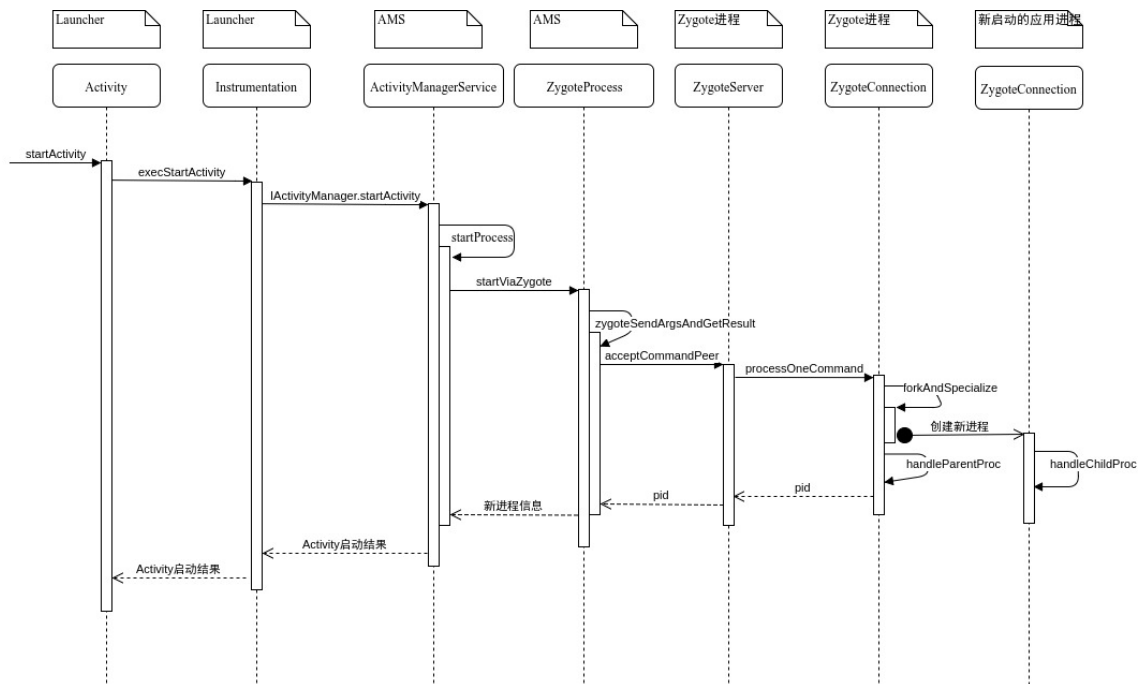 Launcher
Launcher
AMS
AMS
Zygote进程
Zygote进程
新启动的应用进程
Activity
Instrumentation
ActivityManagerService
ZygoteProcess
ZygoteServer
ZygoteConnection
ZygoteConnection
startActivity
execStartActivity
IActivityManager.startActivity
startProcess
startViaZygote
zygoteSendArgsAndGetResult
acceptCommandPeer
processOneCommand
forkAndSpecialize
创建新进程
handleParentProc
handleChildProc
pid
pid
新进程信息
Activity启动结果
Activity启动结果